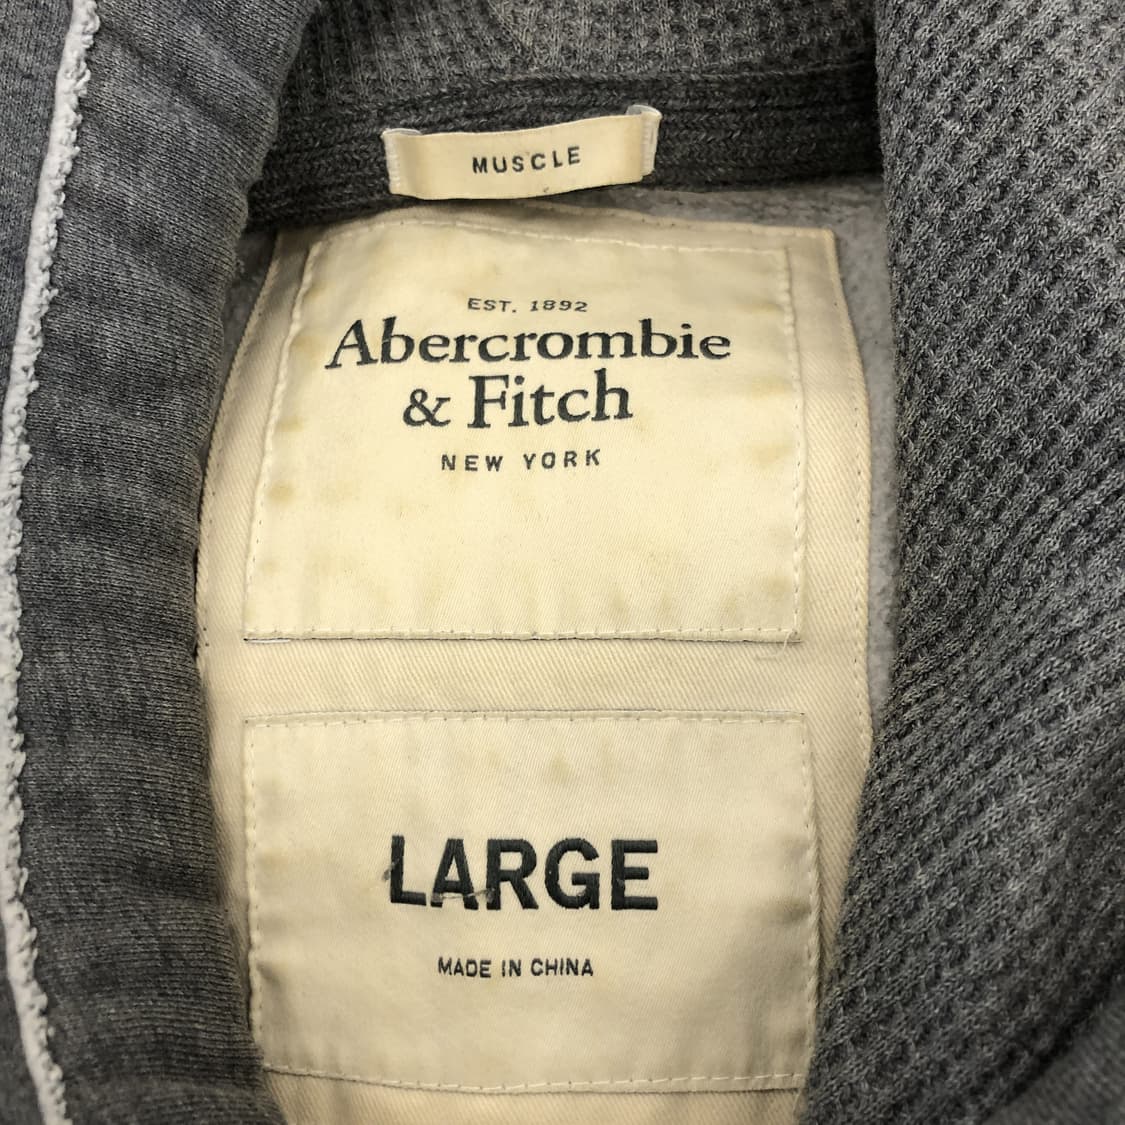 MUSCLE
EST. 1892
Abercrombie
& Fitch
NEW YORK
LARGE
MADE IN CHINA